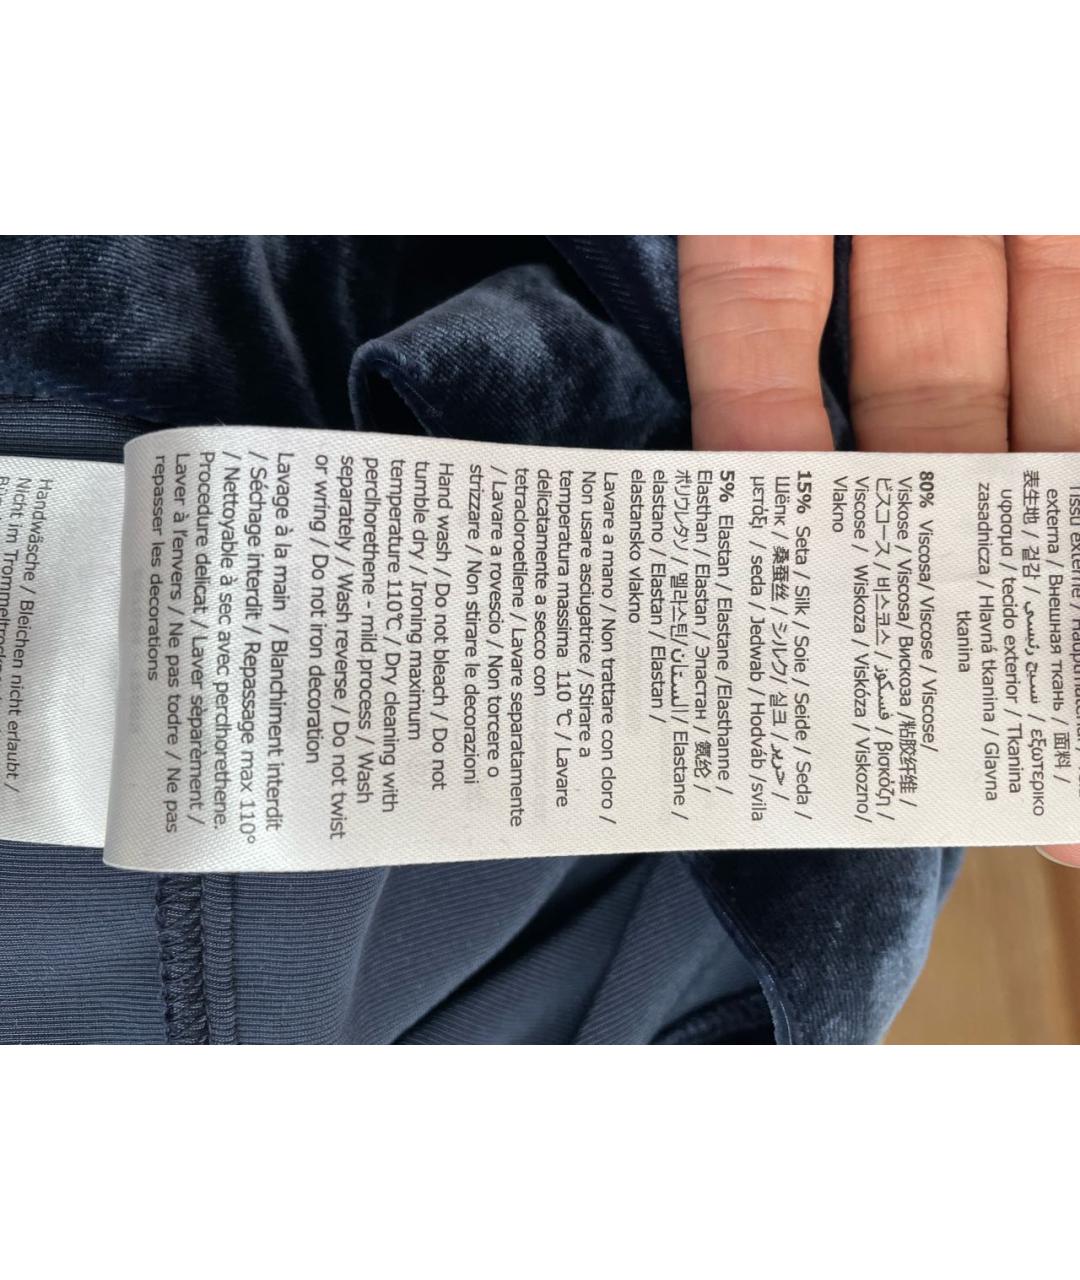 externa / Внешная ткань / 面料 /
表生地 / 겉감 / نسيج رئيسي / εξωτερικο
υφασμα / tecido exterior / Tkanina
zasadnicza / Hlavná tkanina / Glavna
tkanina
80% Viscosa/ Viscose / Viscose/
Viskose / Viscosa/ Вискоза /粘胶纤维 /
ビスコース / 비스코스 / فسكوز / βισκόζη /
Viscose / Wiskoza / Viskóza / Viskozno/
Vlakno
15% Seta / Silk / Soie / Seide / Seda /
Шёлк / 桑蚕丝 / シルク/ 실크 / حرير /
μετάξι / seda / Jedwab / Hodváb /svila
5% Elastan / Elastane /Elasthanne /
Elasthan / Elastan / Эластан / 氨纶 /
ポリウレタン / 엘라스틴/ الستان/ Elastane /
elastano / Elastan / Elastan /
elastansko vlakno
Lavare a mano / Non trattare con cloro /
Non usare asciugatrice / Stirare a
temperatura massima 110 °C / Lavare
delicatamente a secco con
tetracloroetilene / Lavare separatamente
/ Lavare a rovescio / Non torcere o
strizzare / Non stirare le decorazioni
Hand wash / Do not bleach / Do not
tumble dry / Ironing maximum
temperature 110°C / Dry cleaning with
perclhorethene - mild process / Wash
separately / Wash reverse / Do not twist
or wring / Do not iron decoration
Lavage à la main / Blanchiment interdit
/ Séchage interdit / Repassage max 110°
/ Nettoyable à sec avec perchorethene.
Procedure delicat / Laver séparément /
Laver à l'envers / Ne pas todre / Ne pas
repasser les decorations
Handwäsche / Bleichen nicht erlaubt /
Nicht im